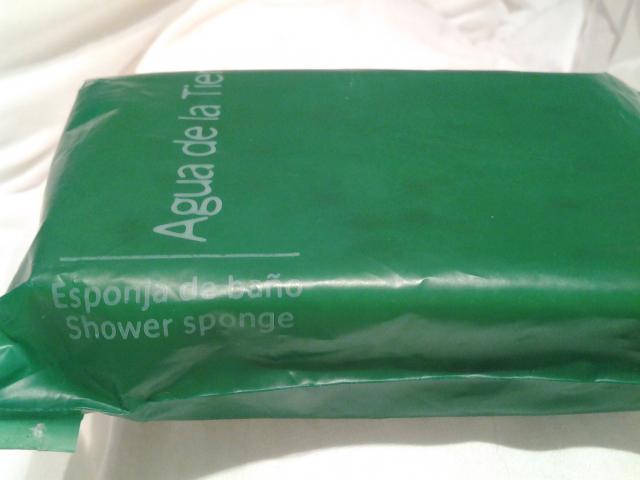 Agua de la Tie
Esponja de baño
Shower sponge